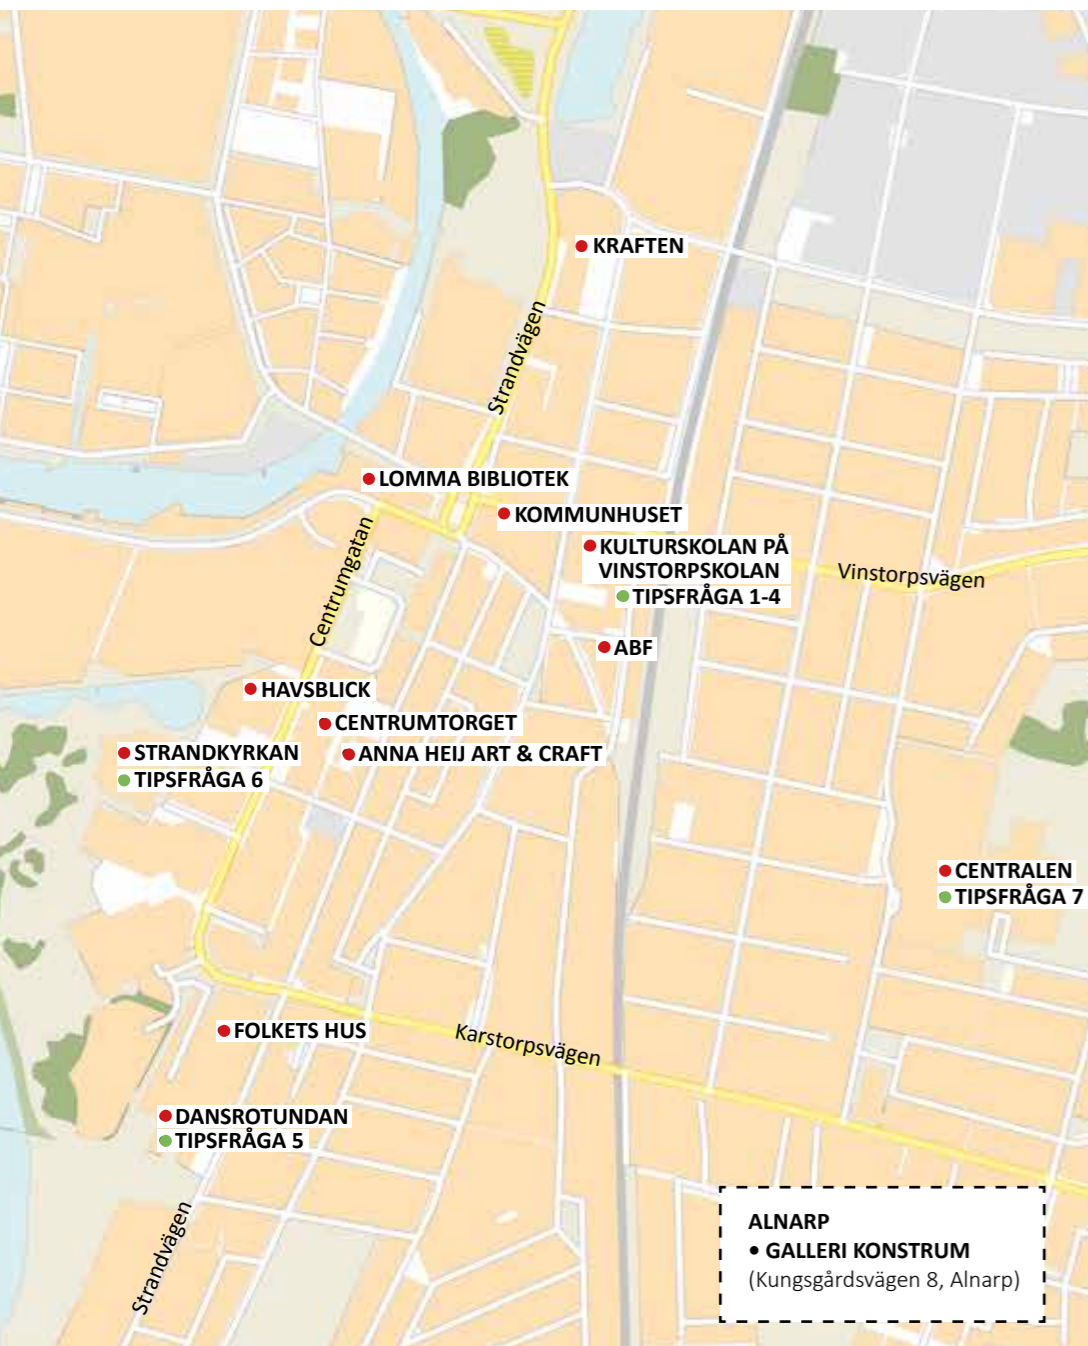 KRAFTEN
Strandvägen
LOMMA BIBLIOTEK
KOMMUNHUSET
KULTURSKOLAN PÅ
VINSTORPSKOLAN
TIPSFRÅGA 1-4
Vinstorpsvägen
Centrumgatan
ABF
HAVSBLICK
CENTRUMTORGET
STRANDKYRKAN
TIPSFRÅGA 6
ANNA HEIJ ART & CRAFT
CENTRALEN
TIPSFRÅGA 7
FOLKETS HUS
Karstorpsvägen
DANSROTUNDAN
TIPSFRÅGA 5
Strandvägen
ALNARP
• GALLERI KONSTRUM
(Kungsgårdsvägen 8, Alnarp)